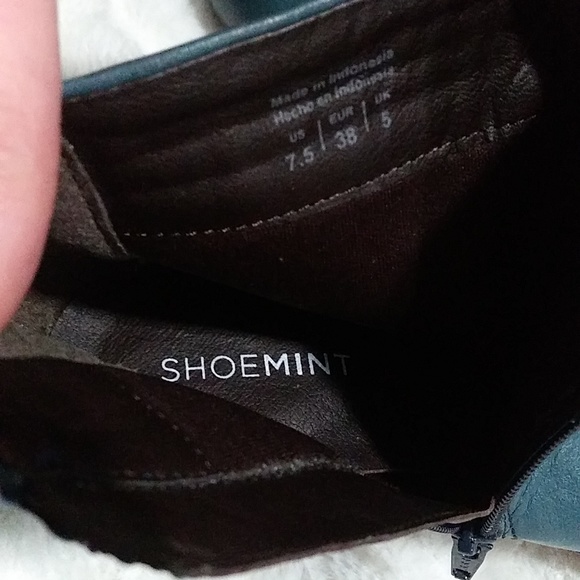 Made in Indonesia
Hecho en Indonesia
US | EUR | UK
7.5 | 38 | 5
SHOEMINT